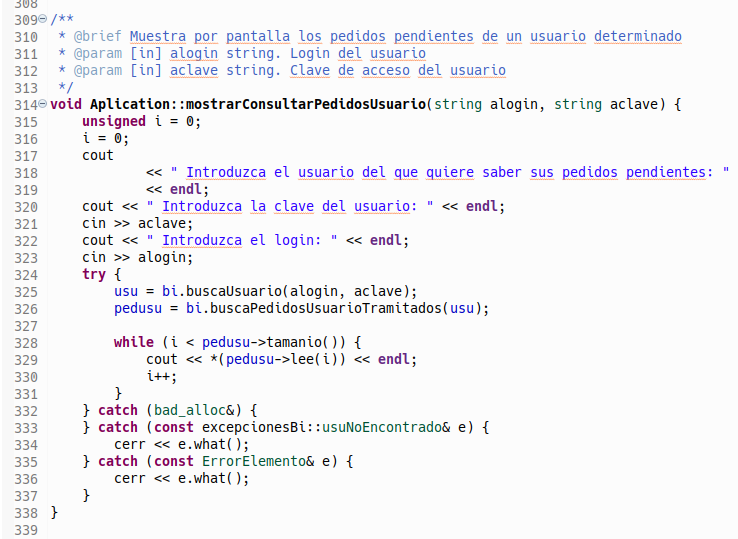 308
309 /**
310  * @brief Muestra por pantalla los pedidos pendientes de un usuario determinado
311  * @param [in] alogin string. Login del usuario
312  * @param [in] aclave string. Clave de acceso del usuario
313  */
314 void Aplication::mostrarConsultarPedidosUsuario(string alogin, string aclave) {
315     unsigned i = 0;
316     i = 0;
317     cout
318             << " Introduzca el usuario del que quiere saber sus pedidos pendientes: "
319             << endl;
320     cout << " Introduzca la clave del usuario: " << endl;
321     cin >> aclave;
322     cout << " Introduzca el login: " << endl;
323     cin >> alogin;
324     try {
325         usu = bi.buscaUsuario(alogin, aclave);
326         pedusu = bi.buscaPedidosUsuarioTramitados(usu);
327
328         while (i < pedusu->tamanio()) {
329             cout << *(pedusu->lee(i)) << endl;
330             i++;
331         }
332     } catch (bad_alloc&) {
333     } catch (const excepcionesBi::usuNoEncontrado& e) {
334         cerr << e.what();
335     } catch (const ErrorElemento& e) {
336         cerr << e.what();
337     }
338 }
339